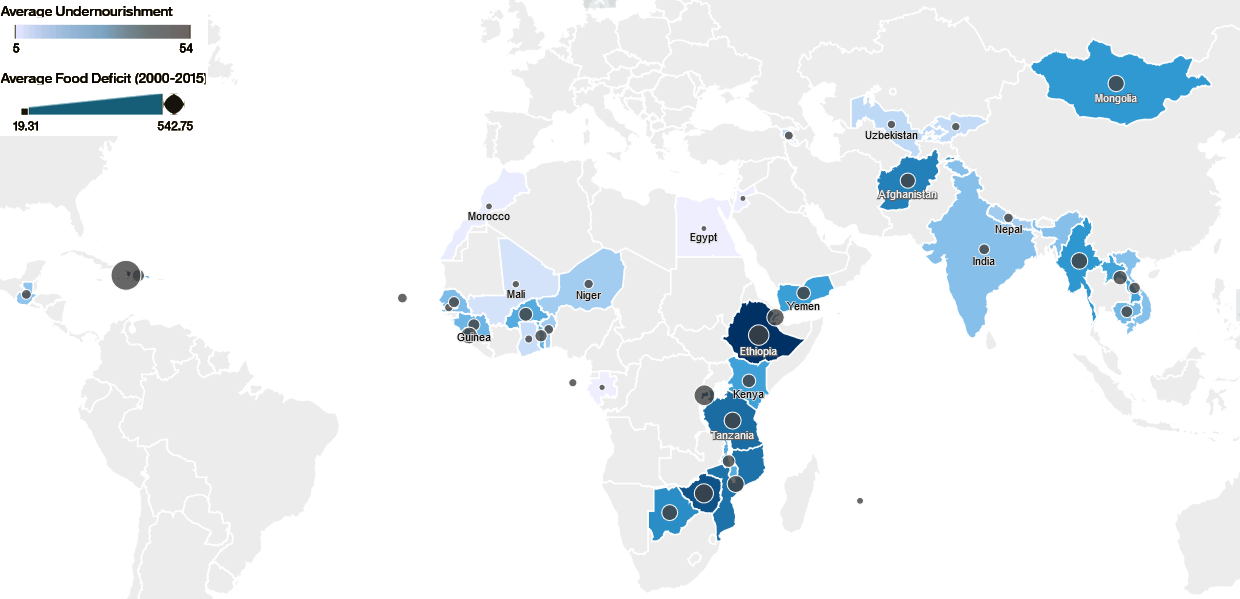 Average Undernourishment
5 54
Average Food Deficit (2000-2015)
19.31 542.75
Mongolia
Uzbekistan
Afghanistan
Morocco
Nepal
Egypt
India
Mali
Niger
Yemen
Guinea
Ethiopia
Kenya
Tanzania